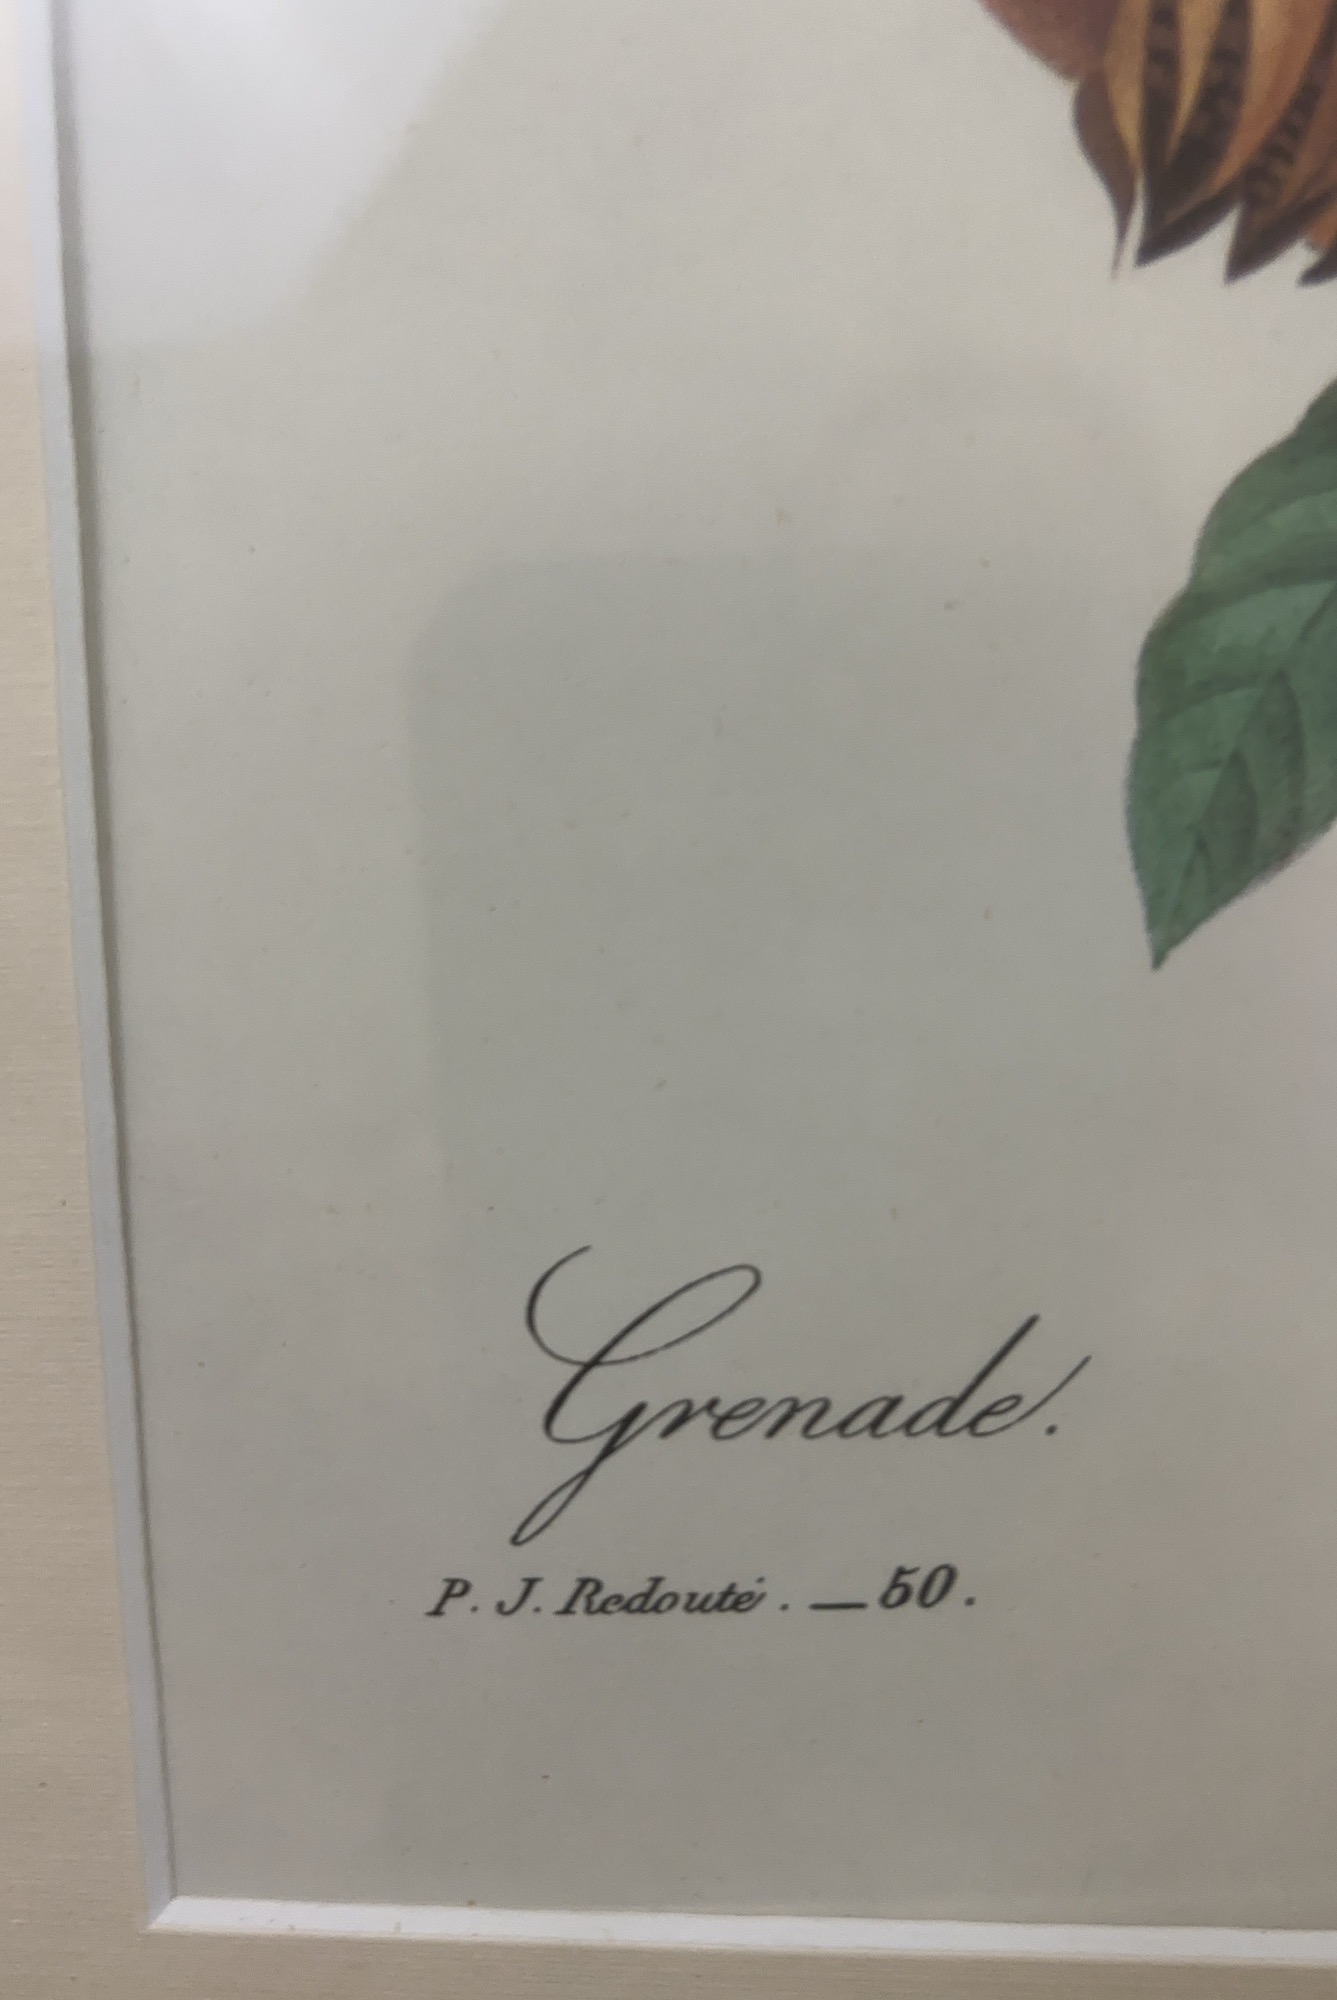 Grenade.
P. J. Redouté. — 50.